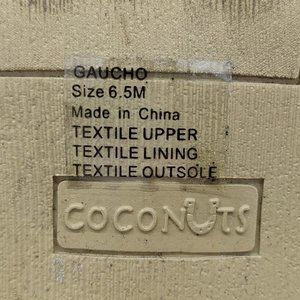 GAUCHO
Size 6.5M
Made in China
TEXTILE UPPER
TEXTILE LINING
TEXTILE OUTSOLE
COCONUTS